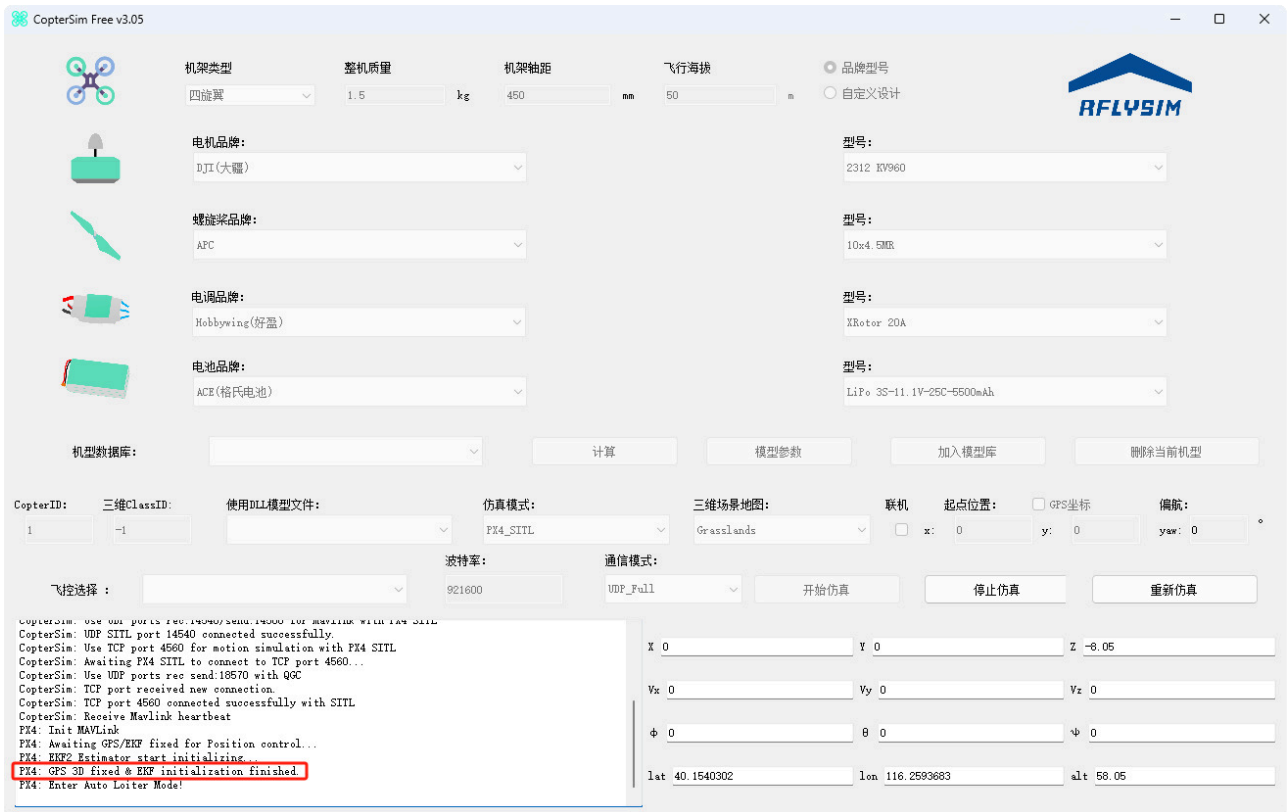 CopterSim Free v3.05
机架类型 整机质量 机架轴距 飞行海拔 品牌型号
四旋翼 1.5 kg 450 mm 50 m 自定义设计
RFLYSIM
电机品牌: 型号:
DJI(大疆) 2312 KV960
螺旋桨品牌: 型号:
APC 10x4.5MR
电调品牌: 型号:
Hobbywing(好盈) XRotor 20A
电池品牌: 型号:
ACE(格氏电池) LiPo 3S-11.1V-25C-5500mAh
机型数据库: 计算 模型参数 加入模型库 删除当前机型
CopterID: 三维ClassID: 使用DLL模型文件: 仿真模式: 三维场景地图: 联机 起点位置: GPS坐标 偏航:
1 -1 PX4_SITL Grasslands x: 0 y: 0 yaw: 0 °
波特率: 通信模式:
飞控选择 : 921600 UDP_Full 开始仿真 停止仿真 重新仿真
CopterSim: Use UDP ports rec:14540/send:14580 for Mavlink with PX4 SITL
CopterSim: UDP SITL port 14540 connected successfully.
CopterSim: Use TCP port 4560 for motion simulation with PX4 SITL
CopterSim: Awaiting PX4 SITL to connect to TCP port 4560...
CopterSim: Use UDP ports rec send:18570 with QGC
CopterSim: TCP port received new connection.
CopterSim: TCP port 4560 connected successfully with SITL
CopterSim: Receive Mavlink heartbeat
PX4: Init MAVLink
PX4: Awaiting GPS/EKF fixed for Position control...
PX4: EKF2 Estimator start initializing...
PX4: GPS 3D fixed & EKF initialization finished.
PX4: Enter Auto Loiter Mode!
X 0 Y 0 Z -8.05
Vx 0 Vy 0 Vz 0
ϕ 0 θ 0 ψ 0
lat 40.1540302 lon 116.2593683 alt 58.05